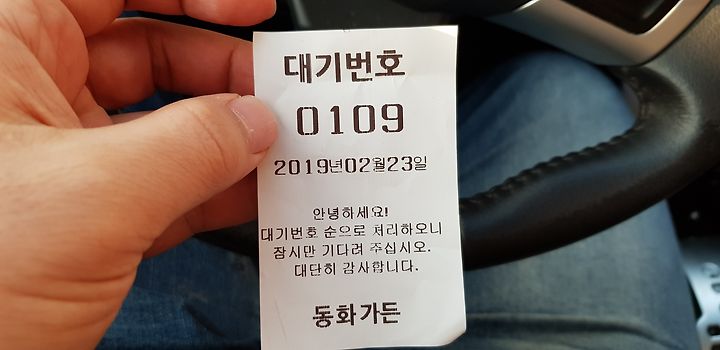 대기번호
0109
2019년02월23일
안녕하세요!
대기번호 순으로 처리하오니
잠시만 기다려 주십시오.
대단히 감사합니다.
동화가든